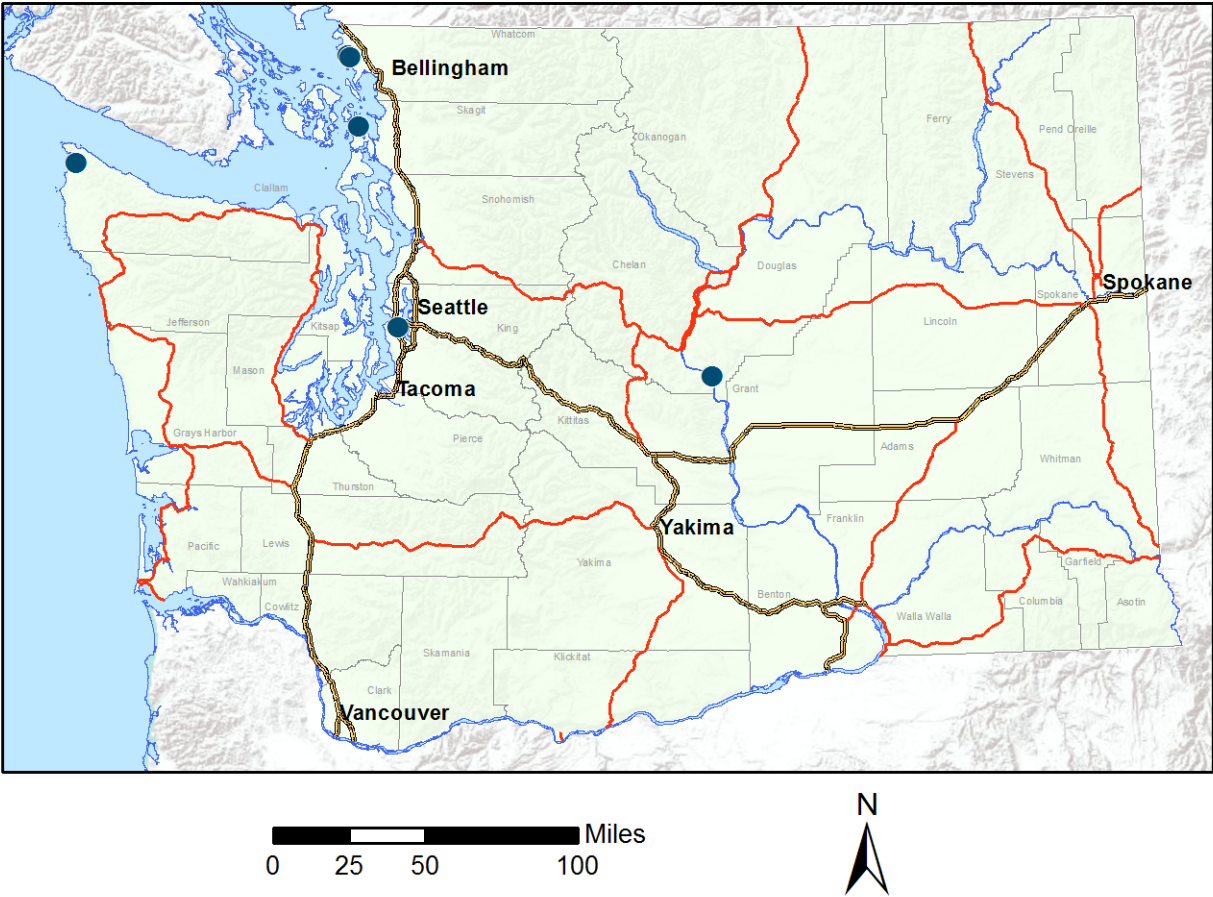 Whatcom
Bellingham
Skagit
Okanogan
Ferry
Pend Oreille
Stevens
Clallam
Snohomish
Chelan
Douglas
Spokane
Spokane
Seattle
Jefferson
Kitsap
King
Lincoln
Mason
Tacoma
Grant
Kittitas
Grays Harbor
Pierce
Adams
Whitman
Thurston
Franklin
Yakima
Pacific
Lewis
Yakima
Garfield
Wahkiakum
Cowlitz
Benton
Walla Walla
Columbia
Asotin
Skamania
Klickitat
Clark
Vancouver
N
Miles
0 25 50 100